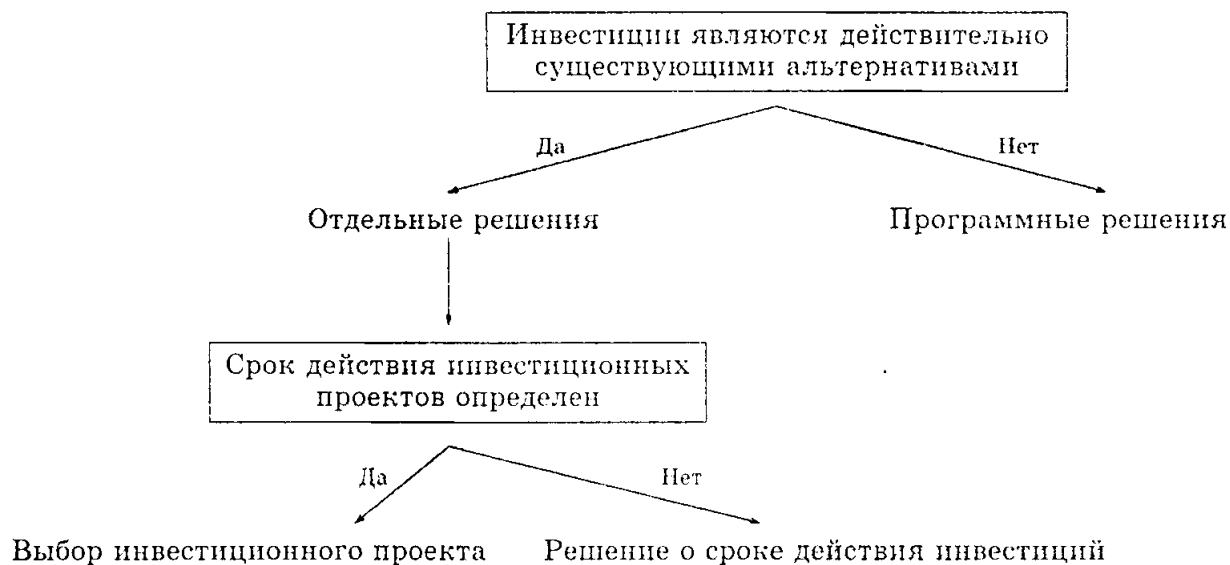 Инвестиции являются действительно
существующими альтернативами
Да
Нет
Отдельные решения
Программные решения
Срок действия инвестиционных
проектов определен
Да
Нет
Выбор инвестиционного проекта
Решение о сроке действия инвестиций